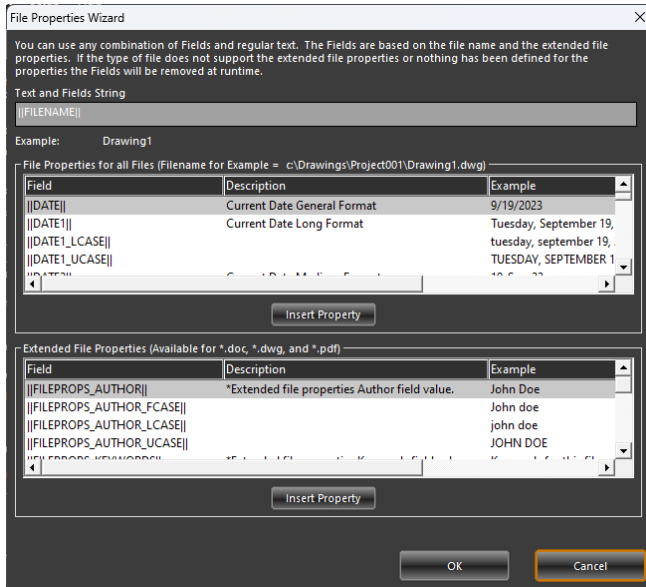 File Properties Wizard
You can use any combination of Fields and regular text. The Fields are based on the file name and the extended file
properties. If the type of file does not support the extended file properties or nothing has been defined for the
properties the Fields will be removed at runtime.
Text and Fields String
||FILENAME||
Example: Drawing1
File Properties for all Files (Filename for Example = c:\Drawings\Project001\Drawing1.dwg)
Field Description Example
||DATE|| Current Date General Format 9/19/2023
||DATE1|| Current Date Long Format Tuesday, September 19,
||DATE1_LCASE|| tuesday, september 19,
||DATE1_UCASE|| TUESDAY, SEPTEMBER 1
Insert Property
Extended File Properties (Available for *.doc, *.dwg, and *.pdf)
Field Description Example
||FILEPROPS_AUTHOR|| *Extended file properties Author field value. John Doe
||FILEPROPS_AUTHOR_FCASE|| John doe
||FILEPROPS_AUTHOR_LCASE|| john doe
||FILEPROPS_AUTHOR_UCASE|| JOHN DOE
Insert Property
OK Cancel